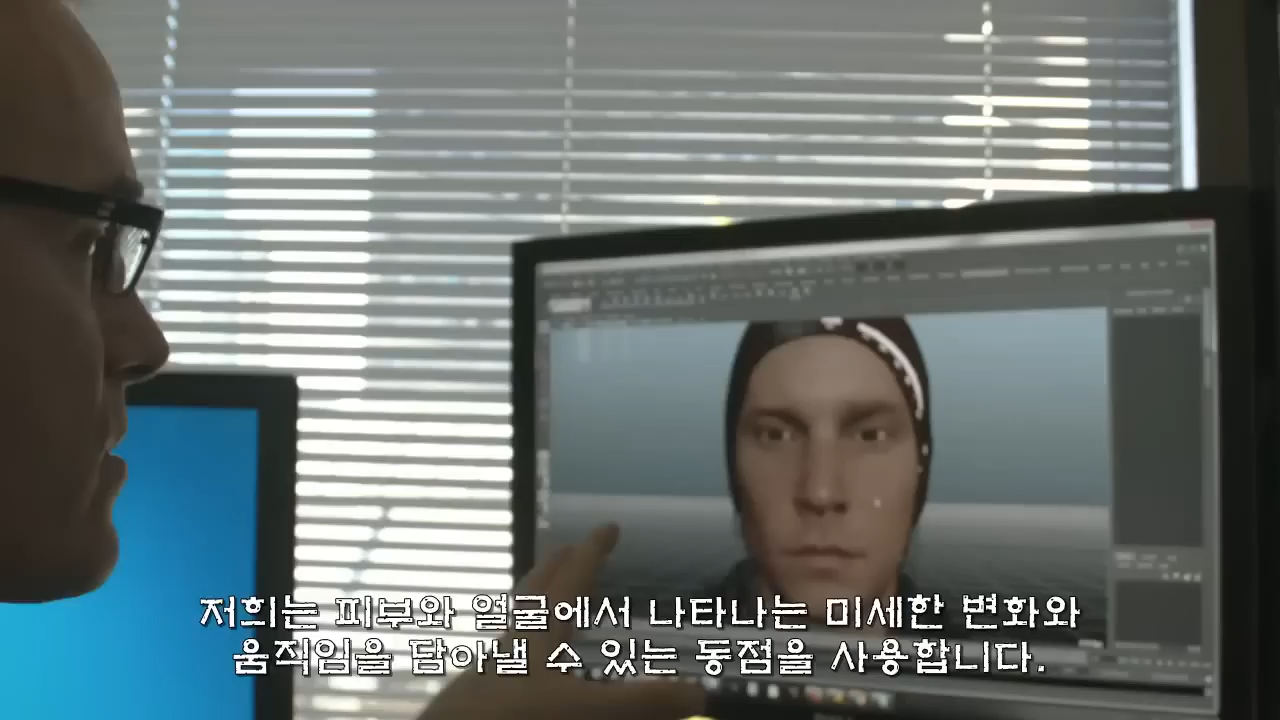 저희는 피부와 얼굴에서 나타나는 미세한 변화와
움직임을 담아낼 수 있는 동점을 사용합니다.